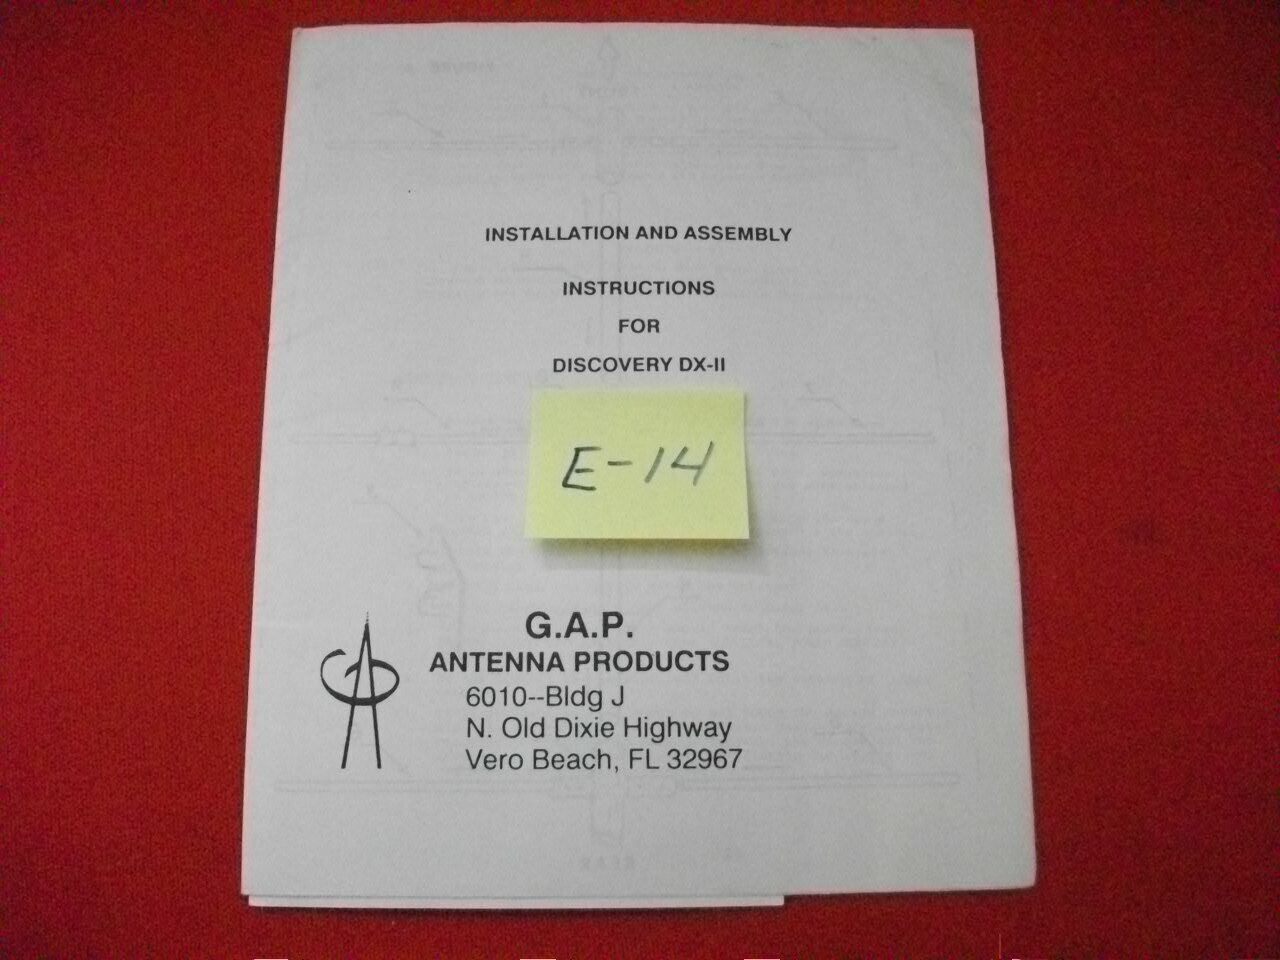 INSTALLATION AND ASSEMBLY
INSTRUCTIONS
FOR
DISCOVERY DX-II
E-14
G.A.P.
ANTENNA PRODUCTS
6010--Bldg J
N. Old Dixie Highway
Vero Beach, FL 32967